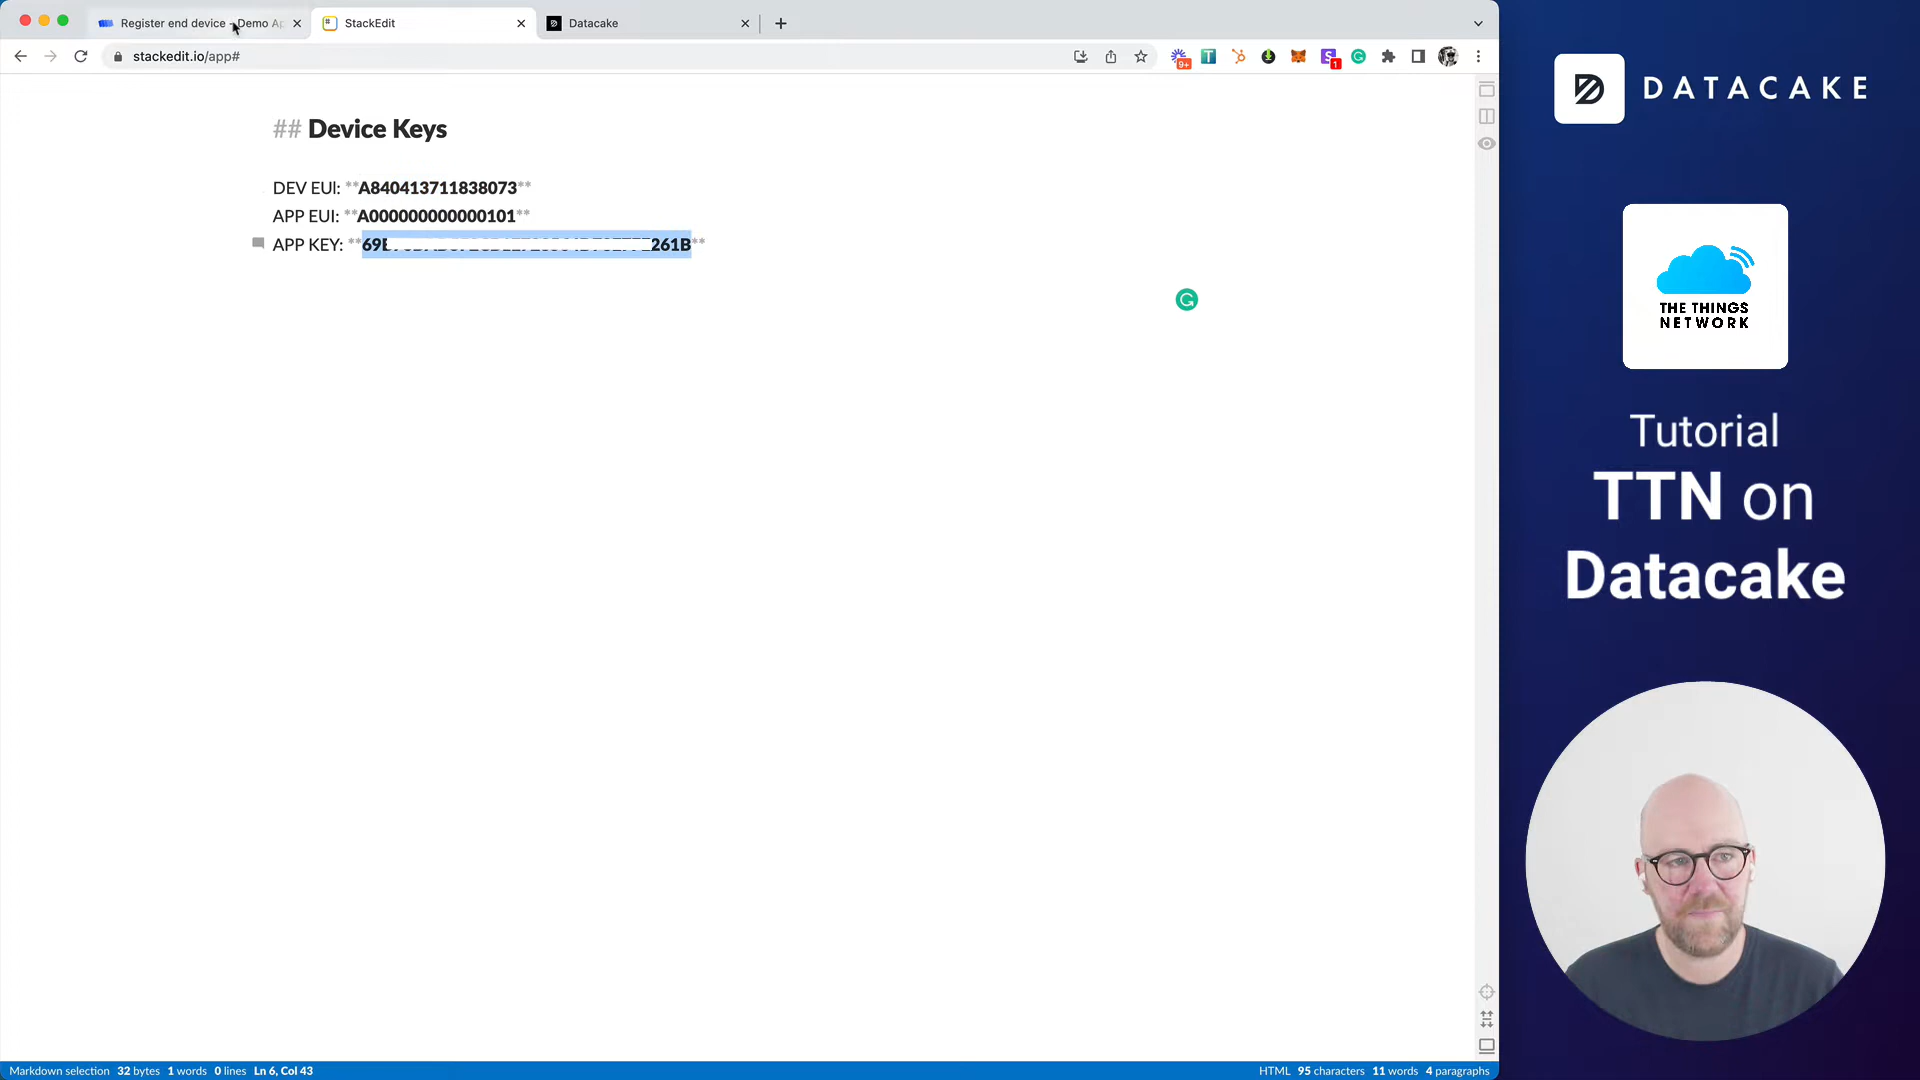 Register end device - Demo Ap
StackEdit
Datacake
stackedit.io/app#
9+
1
## Device Keys
DEV EUI: **A840413711838073**
APP EUI: **A000000000000101**
APP KEY: **69 261B**
DATACAKE
THE THINGS
NETWORK
Tutorial
TTN on
Datacake
Markdown selection 32 bytes 1 words 0 lines Ln 6, Col 43
HTML 95 characters 11 words 4 paragraphs